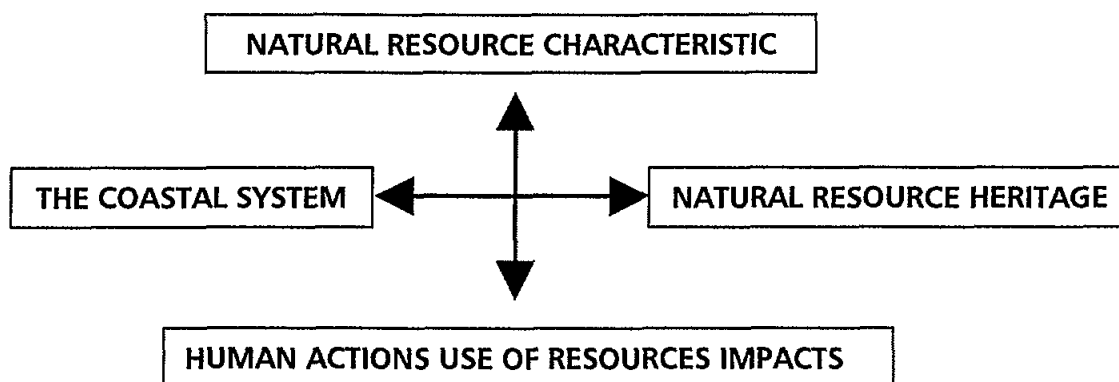 NATURAL RESOURCE CHARACTERISTIC
THE COASTAL SYSTEM
NATURAL RESOURCE HERITAGE
HUMAN ACTIONS USE OF RESOURCES IMPACTS